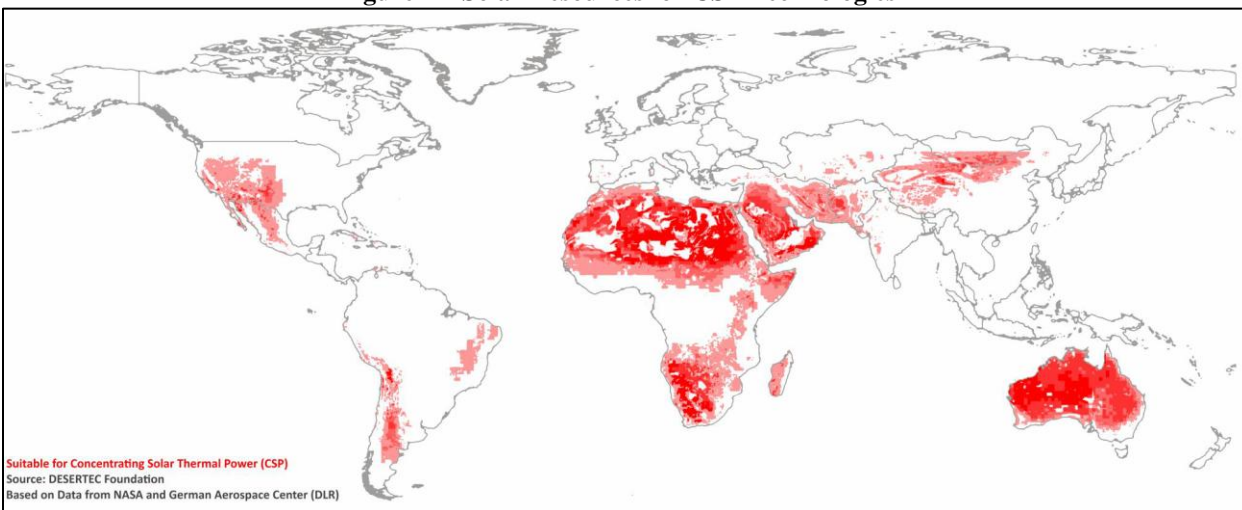 Suitable for Concentrating Solar Thermal Power (CSP)
Source: DESERTEC Foundation
Based on Data from NASA and German Aerospace Center (DLR)